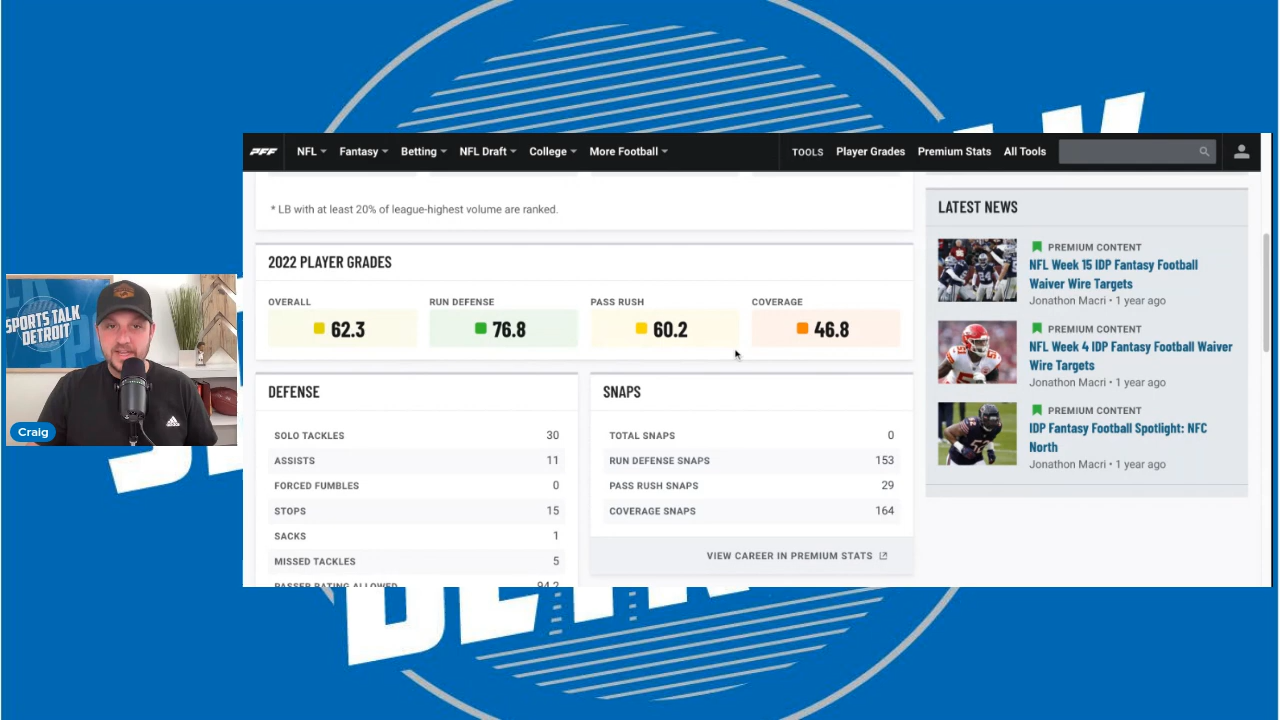 PFF NFL Fantasy Betting NFL Draft College More Football TOOLS Player Grades Premium Stats All Tools
* LB with at least 20% of league-highest volume are ranked.
2022 PLAYER GRADES
OVERALL RUN DEFENSE PASS RUSH COVERAGE
62.3 76.8 60.2 46.8
DEFENSE
SOLO TACKLES 30
ASSISTS 11
FORCED FUMBLES 0
STOPS 15
SACKS 1
MISSED TACKLES 5
PASSER RATING ALLOWED 94.2
SNAPS
TOTAL SNAPS 0
RUN DEFENSE SNAPS 153
PASS RUSH SNAPS 29
COVERAGE SNAPS 164
VIEW CAREER IN PREMIUM STATS
LATEST NEWS
PREMIUM CONTENT
NFL Week 15 IDP Fantasy Football
Waiver Wire Targets
Jonathon Macri • 1 year ago
PREMIUM CONTENT
NFL Week 4 IDP Fantasy Football Waiver
Wire Targets
Jonathon Macri • 1 year ago
PREMIUM CONTENT
IDP Fantasy Football Spotlight: NFC
North
Jonathon Macri • 1 year ago
SPORTS TALK
DETROIT
Craig